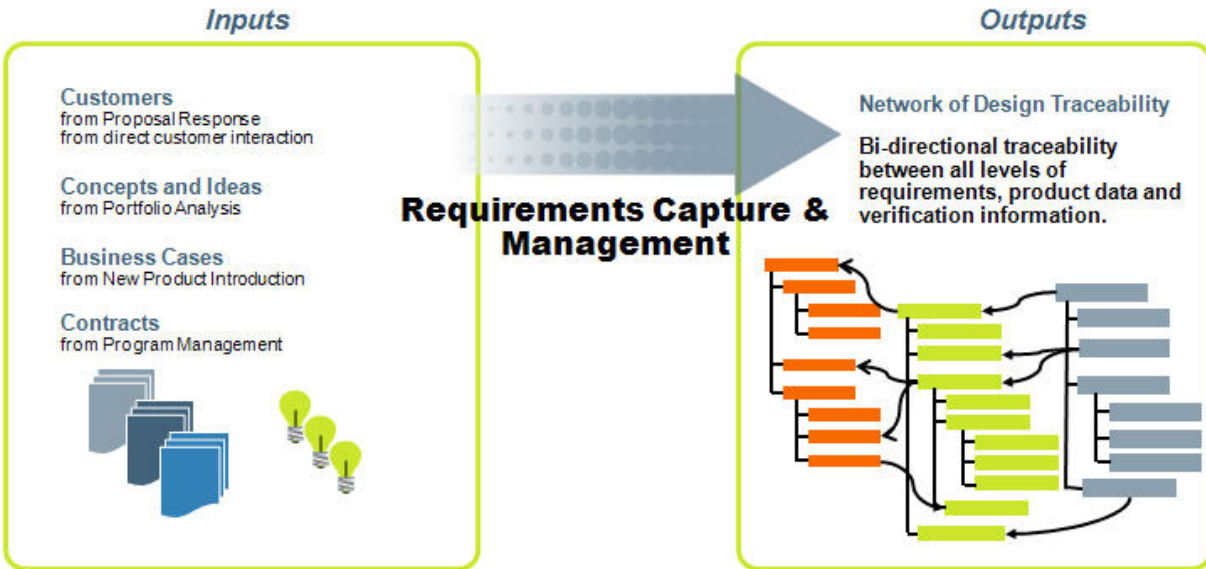 Inputs
Customers
from Proposal Response
from direct customer interaction
Concepts and Ideas
from Portfolio Analysis
Business Cases
from New Product Introduction
Contracts
from Program Management
Requirements Capture &
Management
Outputs
Network of Design Traceability
Bi-directional traceability
between all levels of
requirements, product data and
verification information.